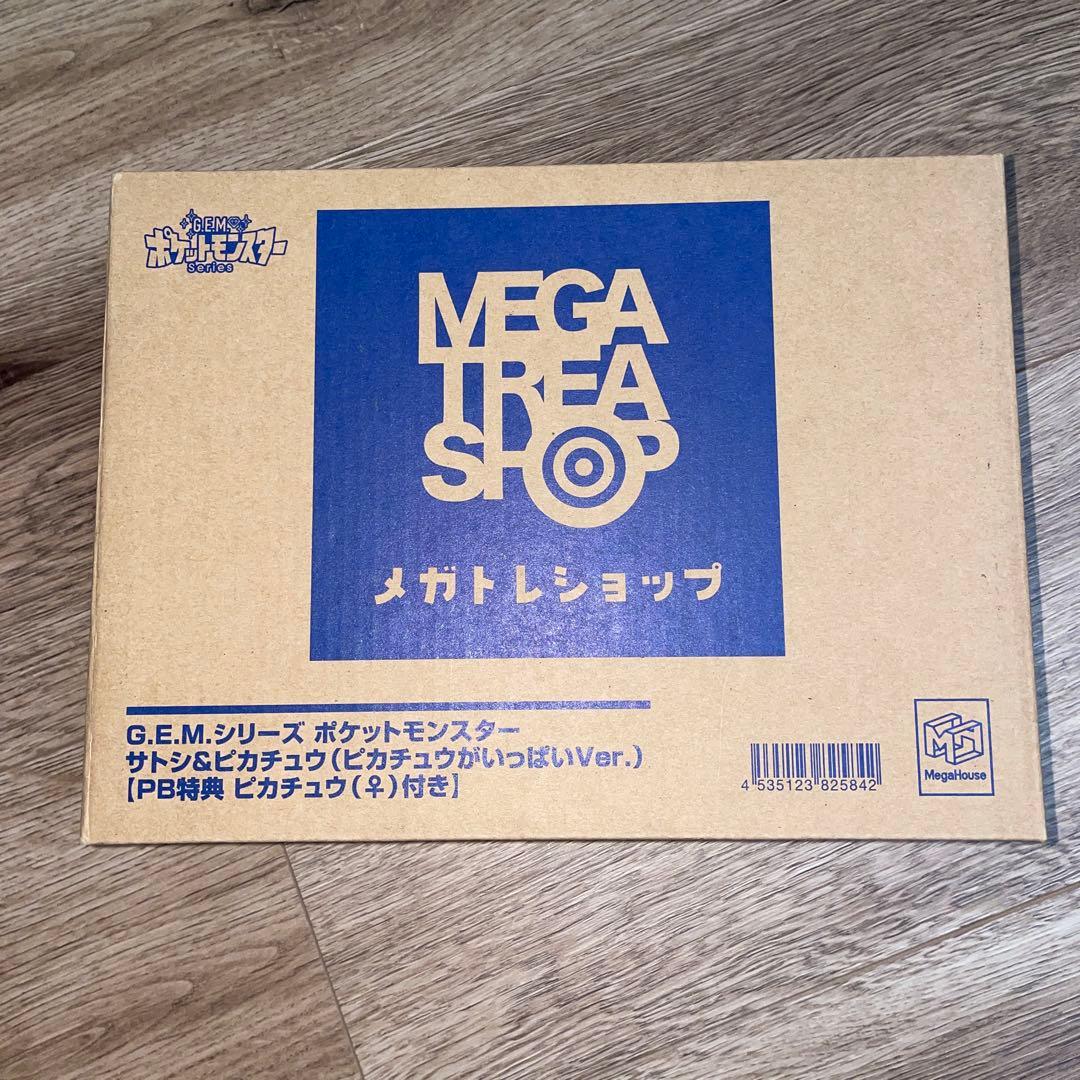 G.E.M.
ポケットモンスター
Series
MEGA
TREA
SHOP
メガトレショップ
G.E.M.シリーズ ポケットモンスター
サトシ&ピカチュウ(ピカチュウがいっぱいVer.)
【PB特典 ピカチュウ(♀)付き】
4 535123 825842
MH
MegaHouse